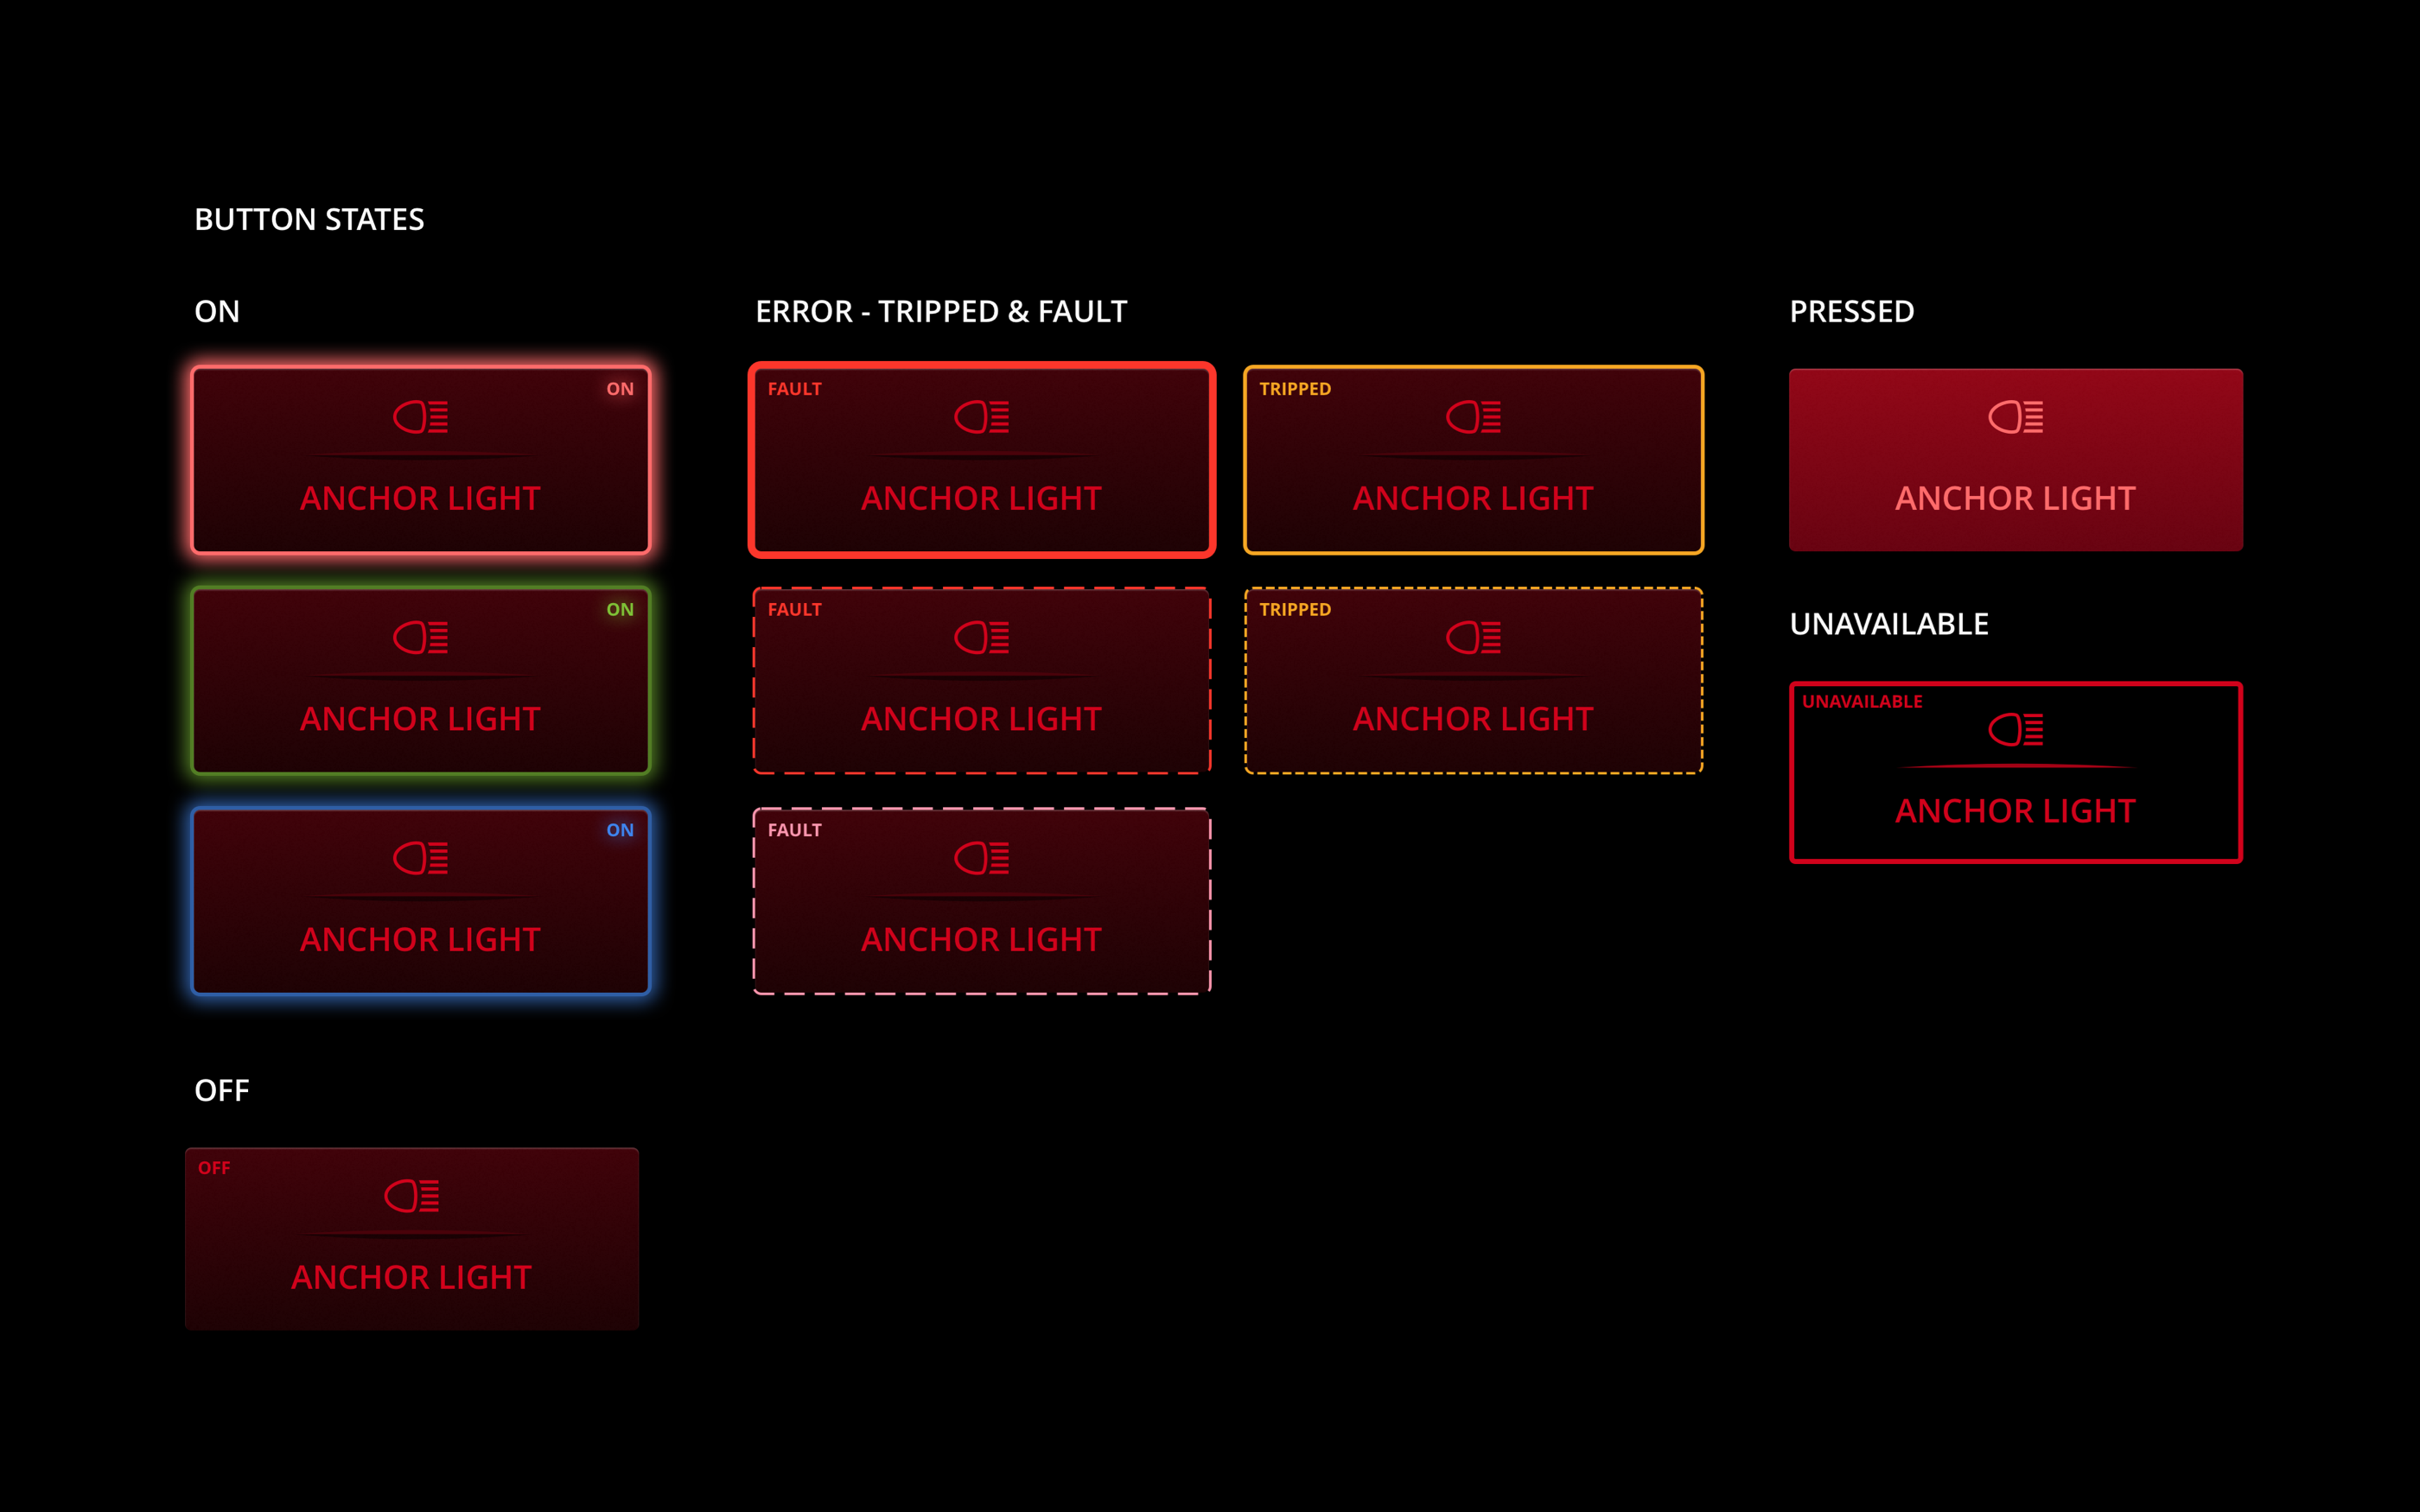 BUTTON STATES
ON
ERROR - TRIPPED & FAULT
PRESSED
ON
ANCHOR LIGHT
FAULT
ANCHOR LIGHT
TRIPPED
ANCHOR LIGHT
ANCHOR LIGHT
ON
ANCHOR LIGHT
FAULT
ANCHOR LIGHT
TRIPPED
ANCHOR LIGHT
UNAVAILABLE
UNAVAILABLE
ANCHOR LIGHT
ON
ANCHOR LIGHT
FAULT
ANCHOR LIGHT
OFF
OFF
ANCHOR LIGHT